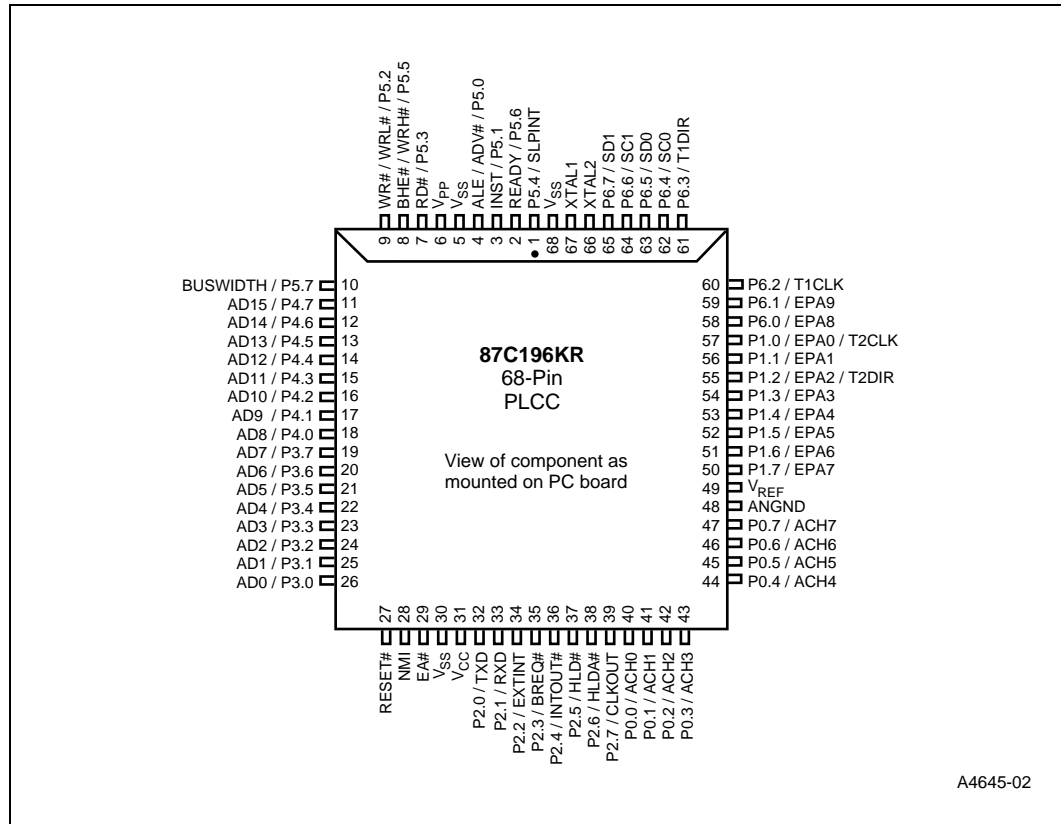 WR# / WRL# / P5.2
BHE# / WRH# / P5.5
RD# / P5.3
VPP
VSS
ALE / ADV# / P5.0
INST / P5.1
READY / P5.6
P5.4 / SLPINT
VSS
XTAL1
XTAL2
P6.7 / SD1
P6.6 / SC1
P6.5 / SD0
P6.4 / SC0
P6.3 / T1DIR
9
8
7
6
5
4
3
2
1
68
67
66
65
64
63
62
61
BUSWIDTH / P5.7 10
AD15 / P4.7 11
AD14 / P4.6 12
AD13 / P4.5 13
AD12 / P4.4 14
AD11 / P4.3 15
AD10 / P4.2 16
AD9 / P4.1 17
AD8 / P4.0 18
AD7 / P3.7 19
AD6 / P3.6 20
AD5 / P3.5 21
AD4 / P3.4 22
AD3 / P3.3 23
AD2 / P3.2 24
AD1 / P3.1 25
AD0 / P3.0 26
87C196KR
68-Pin
PLCC
View of component as
mounted on PC board
60 P6.2 / T1CLK
59 P6.1 / EPA9
58 P6.0 / EPA8
57 P1.0 / EPA0 / T2CLK
56 P1.1 / EPA1
55 P1.2 / EPA2 / T2DIR
54 P1.3 / EPA3
53 P1.4 / EPA4
52 P1.5 / EPA5
51 P1.6 / EPA6
50 P1.7 / EPA7
49 VREF
48 ANGND
47 P0.7 / ACH7
46 P0.6 / ACH6
45 P0.5 / ACH5
44 P0.4 / ACH4
27
28
29
30
31
32
33
34
35
36
37
38
39
40
41
42
43
RESET#
NMI
EA#
VSS
VCC
P2.0 / TXD
P2.1 / RXD
P2.2 / EXTINT
P2.3 / BREQ#
P2.4 / INTOUT#
P2.5 / HLD#
P2.6 / HLDA#
P2.7 / CLKOUT
P0.0 / ACH0
P0.1 / ACH1
P0.2 / ACH2
P0.3 / ACH3
A4645-02